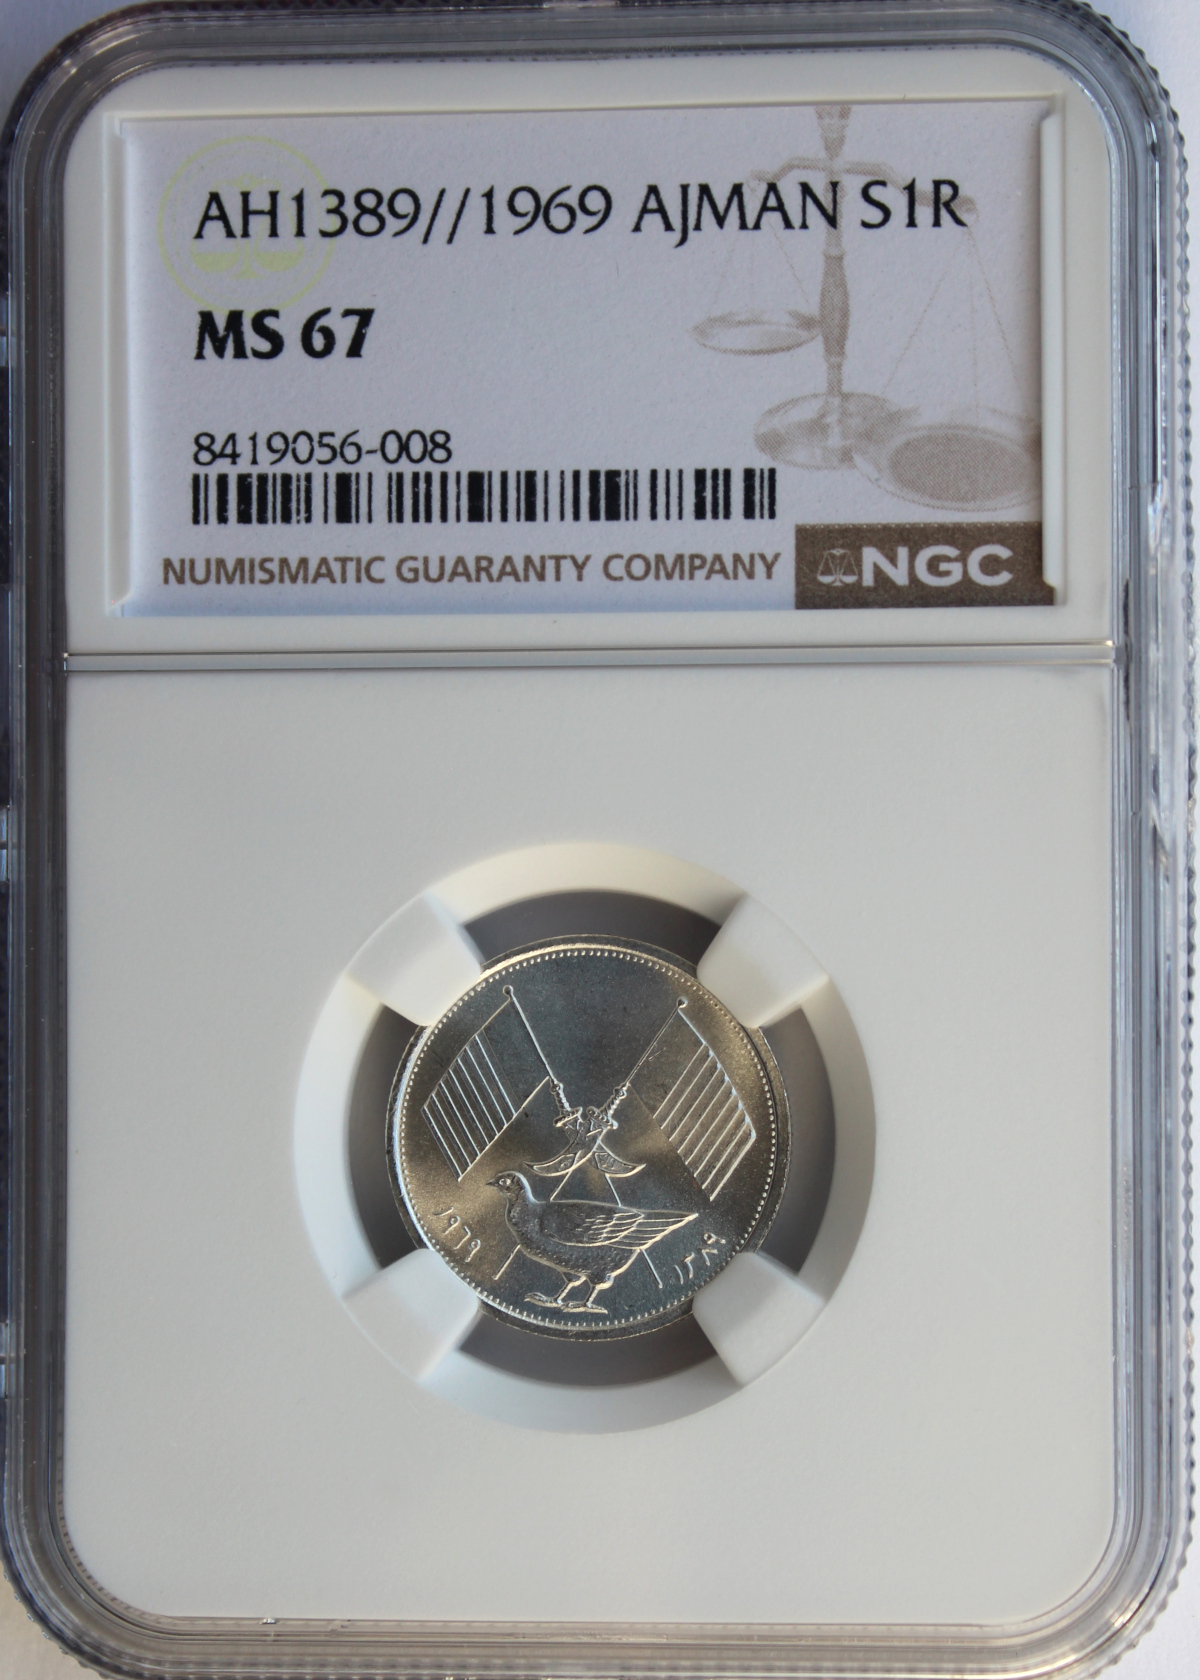 AH1389//1969 AJMAN S1R
MS 67
8419056-008
NUMISMATIC GUARANTY COMPANY
NGC
١٩٦٩
١٣٨٩